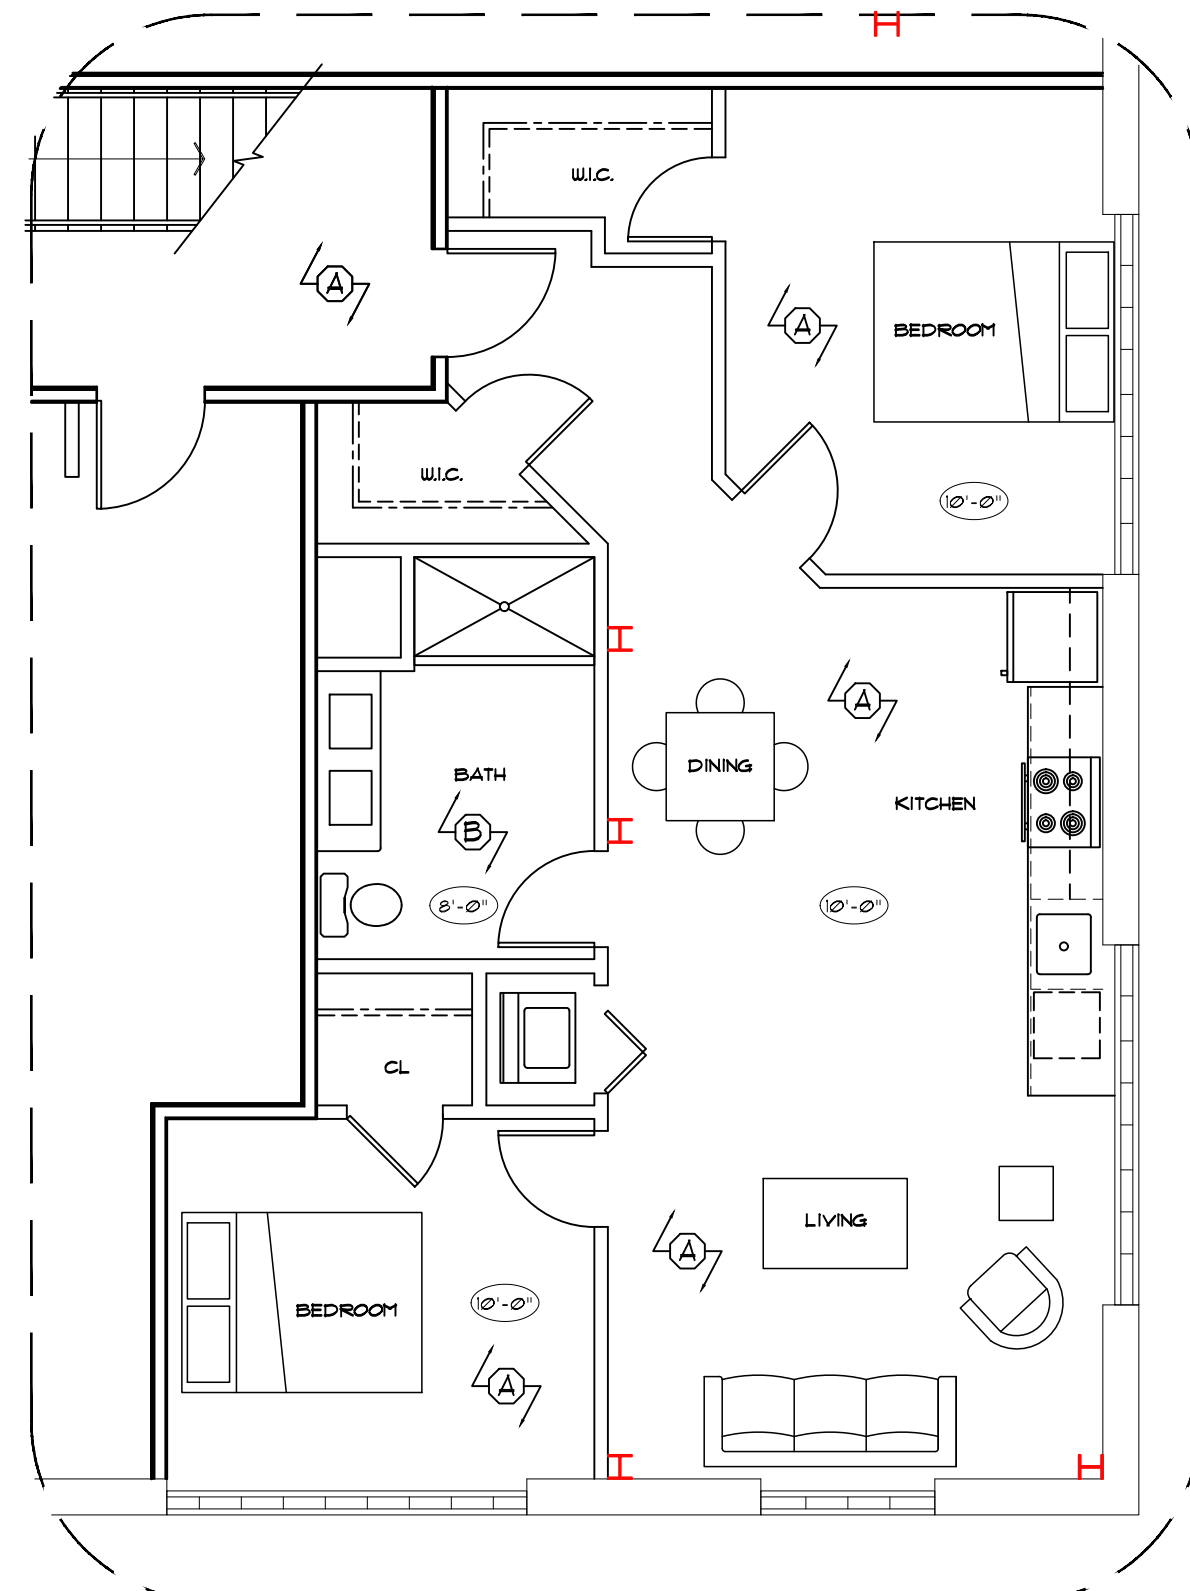 W.I.C.
A
A
BEDROOM
W.I.C.
10'-0"
A
DINING
BATH
KITCHEN
B
8'-0"
10'-0"
CL
LIVING
A
10'-0"
BEDROOM
A